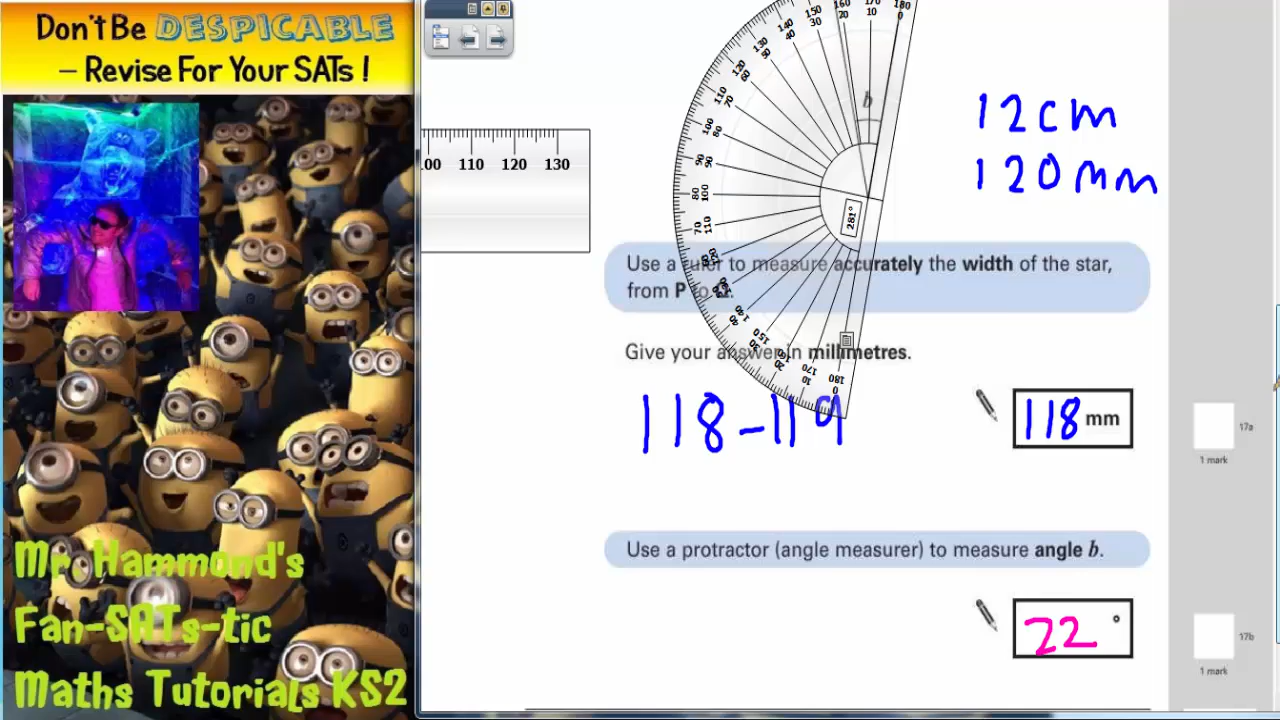 Don't Be DESPICABLE
– Revise For Your SATs !
Mr. Hammond's
Fan-SATs-tic
Maths Tutorials KS2
100 110 120 130
b
281°
12cm
120mm
Use a ruler to measure accurately the width of the star,
from P to
Give your answer in millimetres.
118-119
118 mm
17a
1 mark
Use a protractor (angle measurer) to measure angle b.
22 °
17b
1 mark